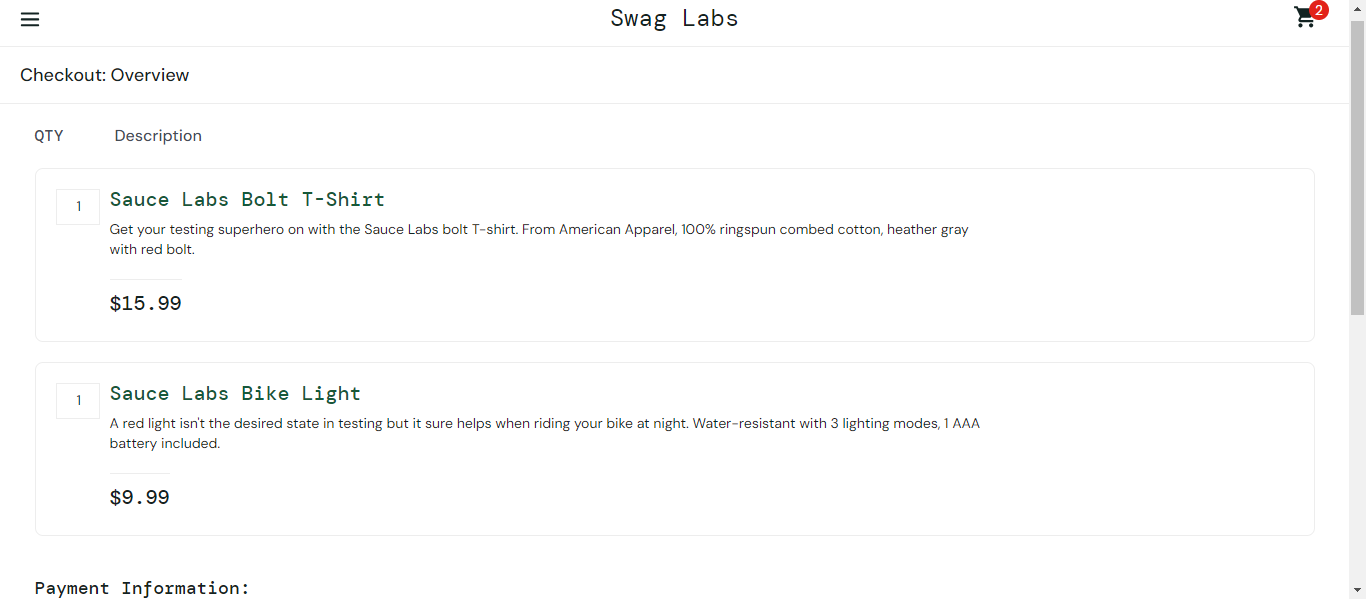 Swag Labs
2
Checkout: Overview
QTY Description
1
Sauce Labs Bolt T-Shirt
Get your testing superhero on with the Sauce Labs bolt T-shirt. From American Apparel, 100% ringspun combed cotton, heather gray
with red bolt.
$15.99
1
Sauce Labs Bike Light
A red light isn't the desired state in testing but it sure helps when riding your bike at night. Water-resistant with 3 lighting modes, 1 AAA
battery included.
$9.99
Payment Information: